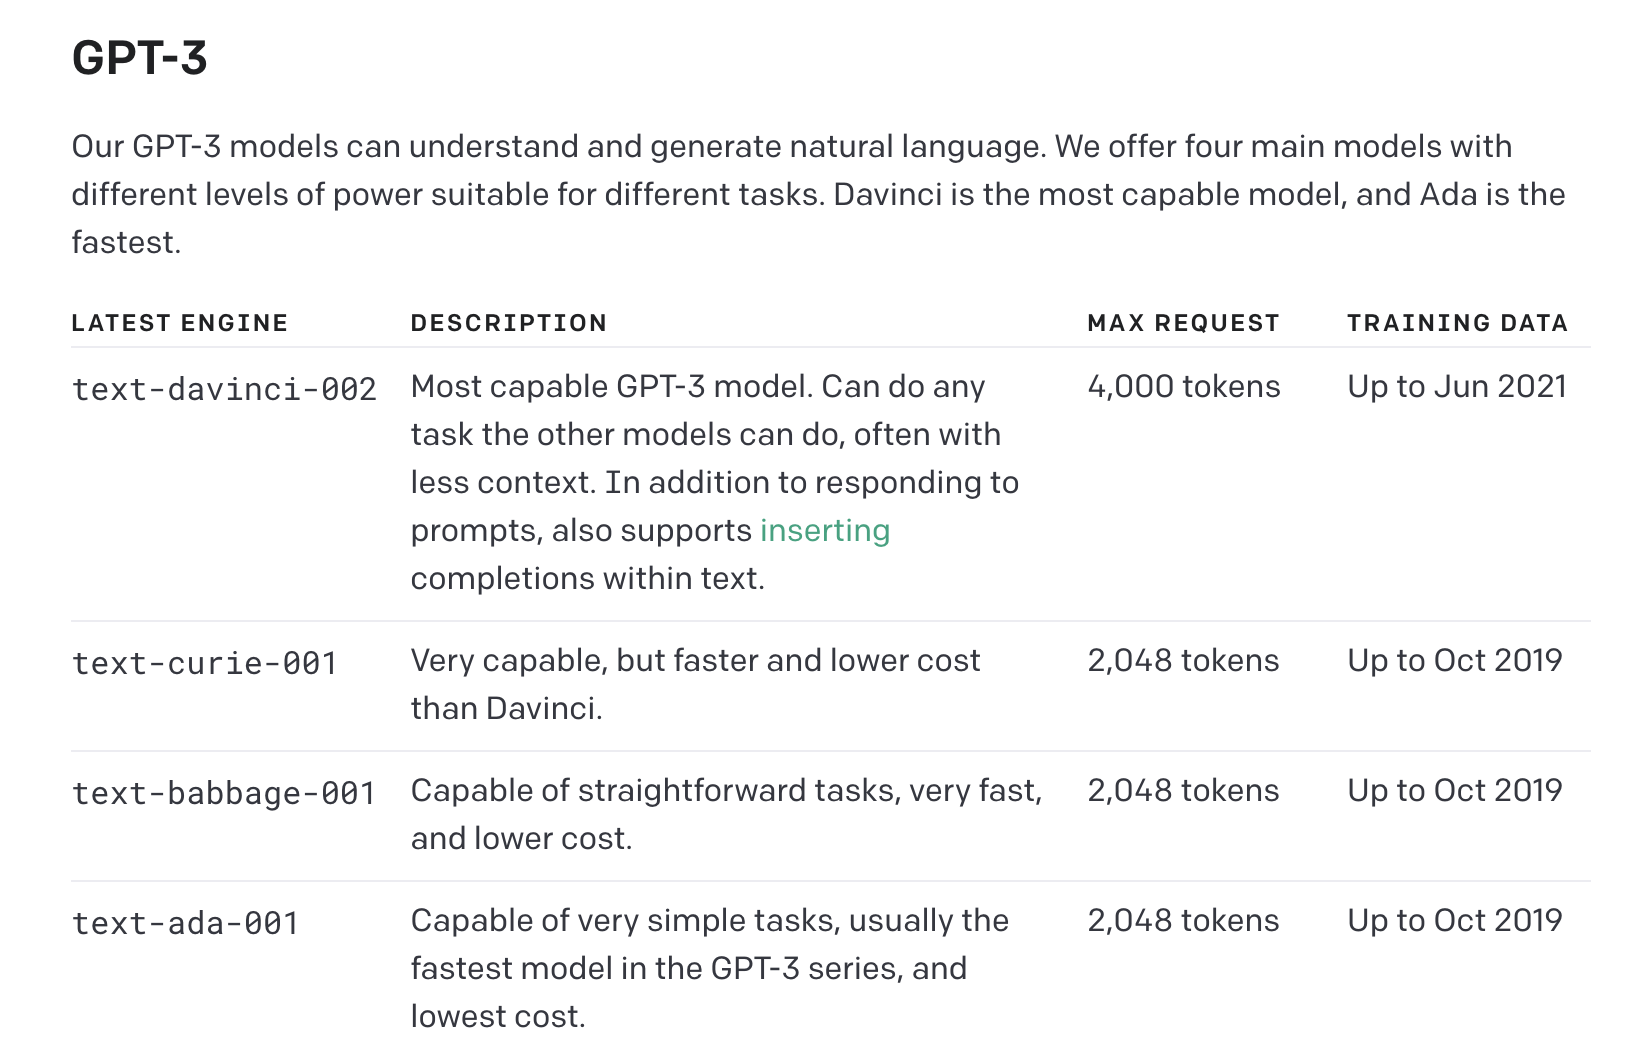 GPT-3
Our GPT-3 models can understand and generate natural language. We offer four main models with
different levels of power suitable for different tasks. Davinci is the most capable model, and Ada is the
fastest.
LATEST ENGINE DESCRIPTION MAX REQUEST TRAINING DATA
text-davinci-002 Most capable GPT-3 model. Can do any 4,000 tokens Up to Jun 2021
task the other models can do, often with
less context. In addition to responding to
prompts, also supports inserting
completions within text.
text-curie-001 Very capable, but faster and lower cost 2,048 tokens Up to Oct 2019
than Davinci.
text-babbage-001 Capable of straightforward tasks, very fast, 2,048 tokens Up to Oct 2019
and lower cost.
text-ada-001 Capable of very simple tasks, usually the 2,048 tokens Up to Oct 2019
fastest model in the GPT-3 series, and
lowest cost.